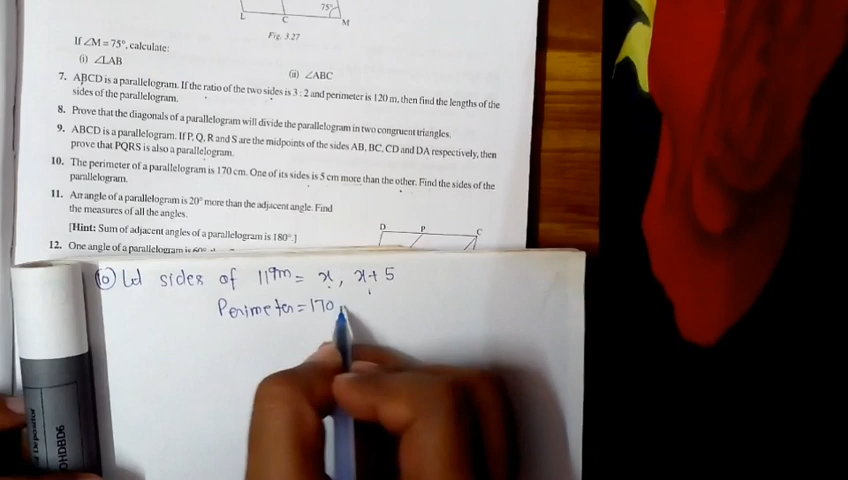 75°
L C M
Fig. 3.27
If ∠M = 75°, calculate:
(i) ∠LAB (ii) ∠ABC
7. ABCD is a parallelogram. If the ratio of the two sides is 3 : 2 and perimeter is 120 m, then find the lengths of the
sides of the parallelogram.
8. Prove that the diagonals of a parallelogram will divide the parallelogram in two congruent triangles.
9. ABCD is a parallelogram. If P, Q, R and S are the midpoints of the sides AB, BC, CD and DA respectively, then
prove that PQRS is also a parallelogram.
10. The perimeter of a parallelogram is 170 cm. One of its sides is 5 cm more than the other. Find the sides of the
parallelogram.
11. An angle of a parallelogram is 20° more than the adjacent angle. Find
the measures of all the angles.
[Hint: Sum of adjacent angles of a parallelogram is 180°.]
D P C
12. One angle of a parallelogram is
10 Let sides of ||gm = x, x+5
Perimeter = 170
DHDBD6